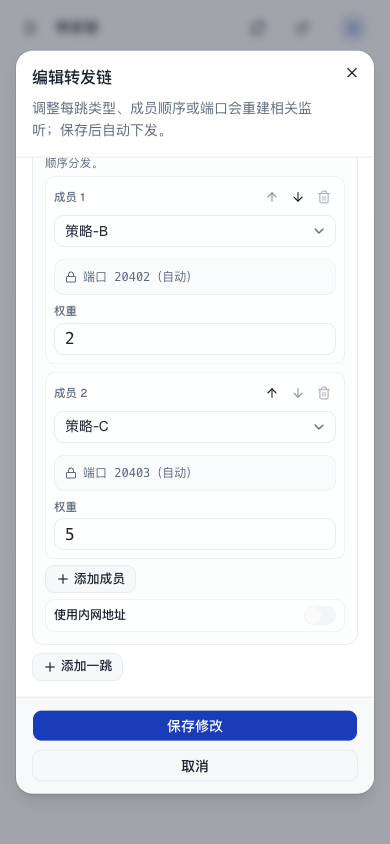 编辑转发链
调整每跳类型、成员顺序或端口会重建相关监
听；保存后自动下发。
顺序分发。
成员 1
策略-B
端口 20402（自动）
权重
2
成员 2
策略-C
端口 20403（自动）
权重
5
添加成员
使用内网地址
添加一跳
保存修改
取消